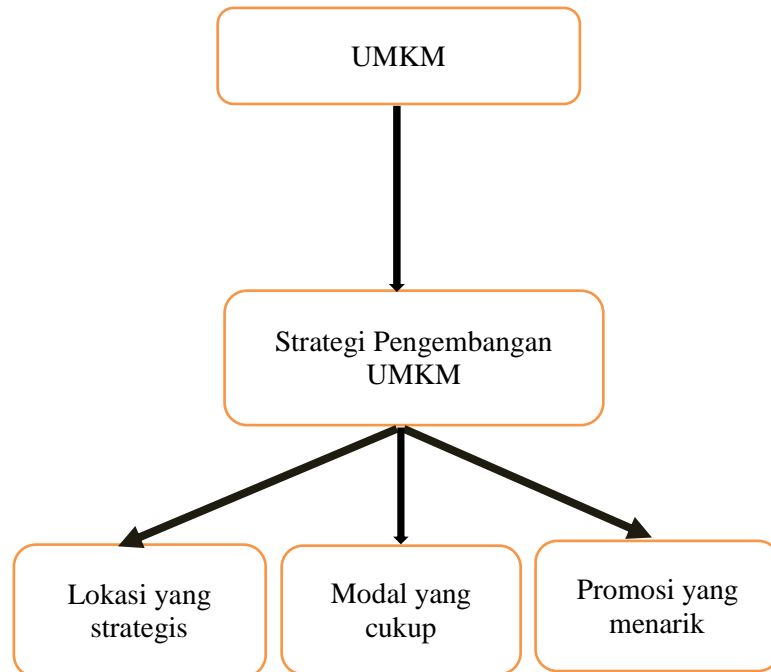 UMKM
Strategi Pengembangan
UMKM
Lokasi yang
strategis
Modal yang
cukup
Promosi yang
menarik